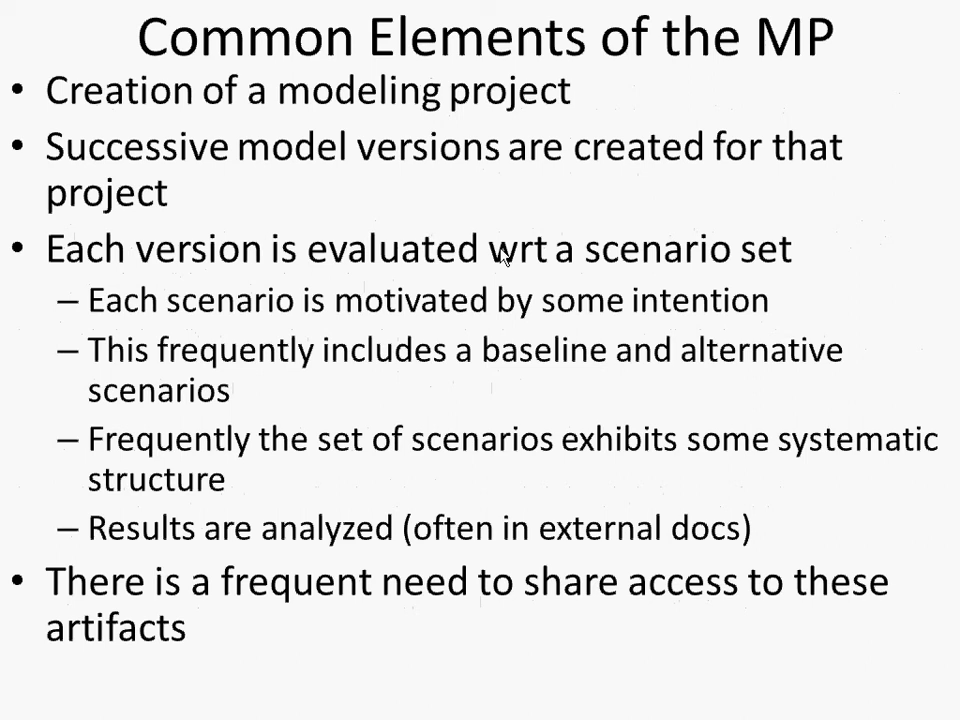 Common Elements of the MP
• Creation of a modeling project
• Successive model versions are created for that
project
• Each version is evaluated wrt a scenario set
– Each scenario is motivated by some intention
– This frequently includes a baseline and alternative
scenarios
– Frequently the set of scenarios exhibits some systematic
structure
– Results are analyzed (often in external docs)
• There is a frequent need to share access to these
artifacts